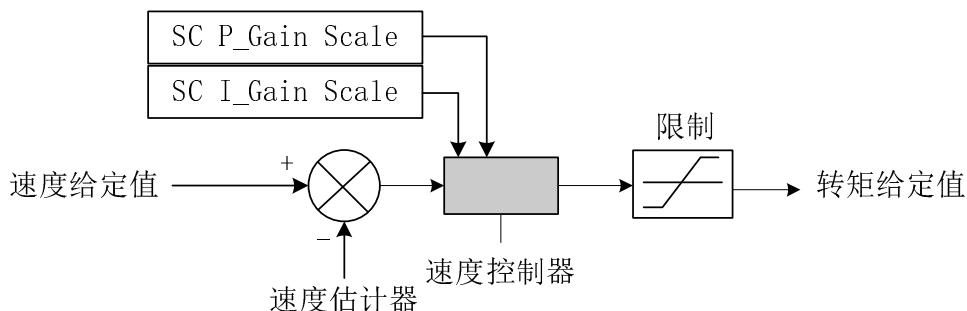 SC P_Gain Scale
SC I_Gain Scale
限制
+
速度给定值
转矩给定值
−
速度控制器
速度估计器